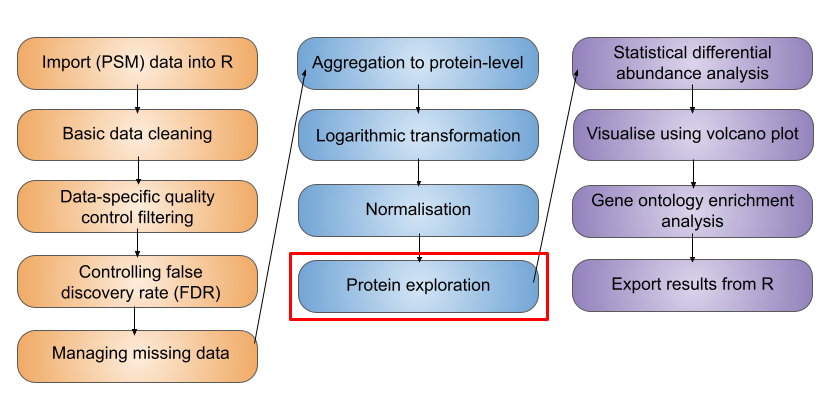 Import (PSM) data into R
Basic data cleaning
Data-specific quality
control filtering
Controlling false
discovery rate (FDR)
Managing missing data
Aggregation to protein-level
Logarithmic transformation
Normalisation
Protein exploration
Statistical differential
abundance analysis
Visualise using volcano plot
Gene ontology enrichment
analysis
Export results from R